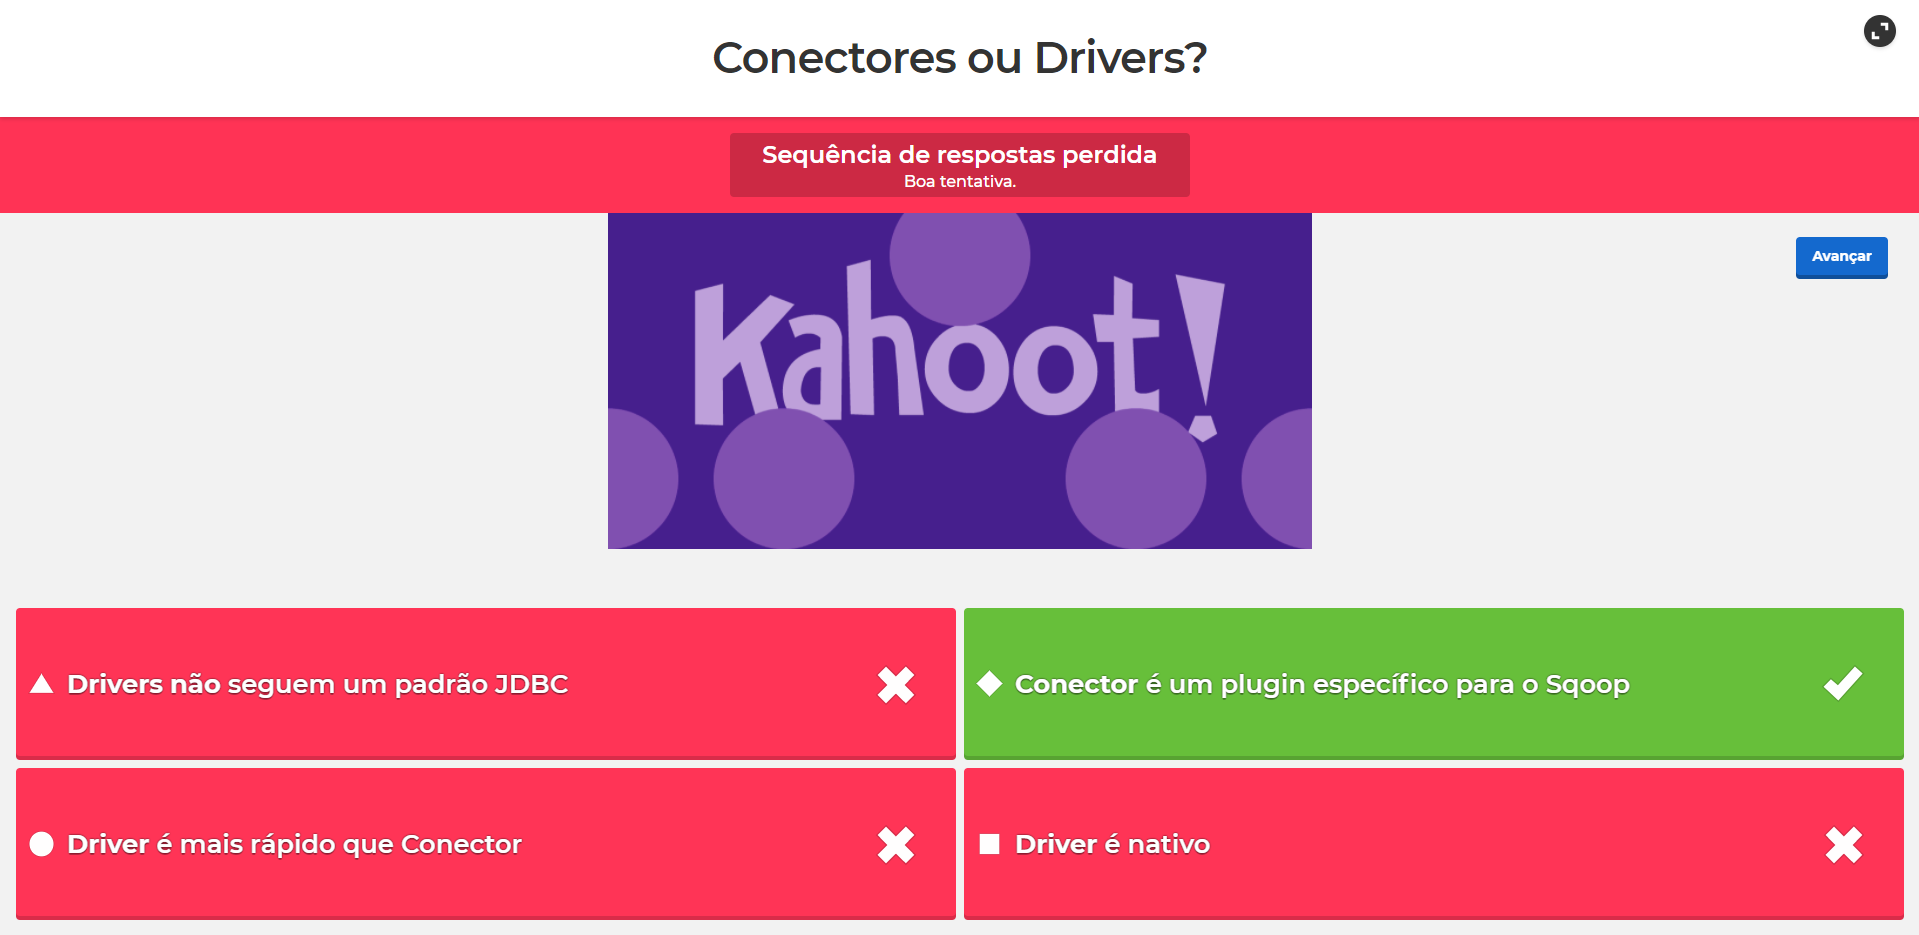 Conectores ou Drivers?
Sequência de respostas perdida
Boa tentativa.
Avançar
Kahoot!
Drivers não seguem um padrão JDBC
Conector é um plugin específico para o Sqoop
Driver é mais rápido que Conector
Driver é nativo